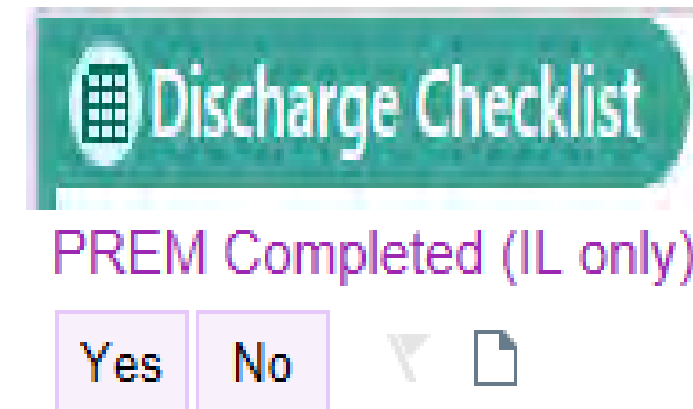 Discharge Checklist
PREM Completed (IL only)
Yes No